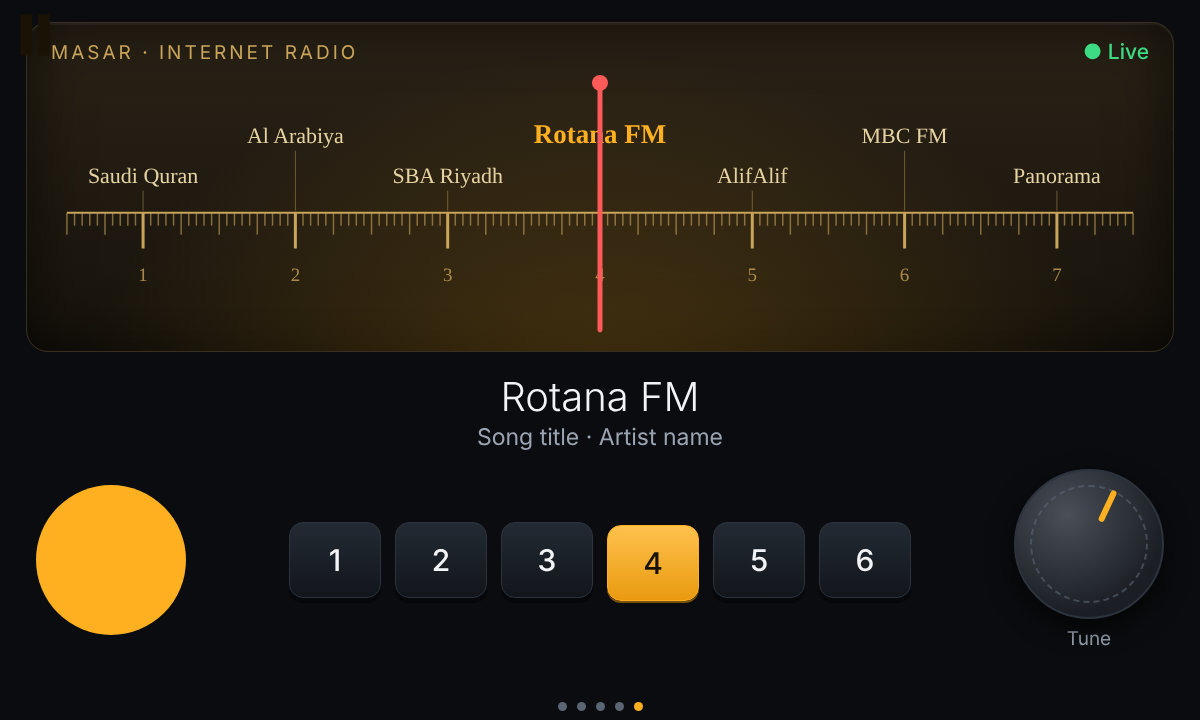 MASAR · INTERNET RADIO
Live
Al Arabiya Rotana FM MBC FM
Saudi Quran SBA Riyadh AlifAlif Panorama
1 2 3 4 5 6 7
Rotana FM
Song title · Artist name
1 2 3 4 5 6
Tune